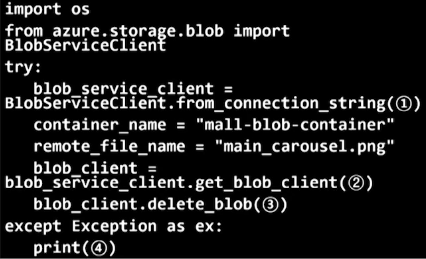 import os
from azure.storage.blob import
BlobServiceClient
try:
blob_service_client =
BlobServiceClient.from_connection_string(①)
container_name = "mall-blob-container"
remote_file_name = "main_carousel.png"
blob_client =
blob_service_client.get_blob_client(②)
blob_client.delete_blob(③)
except Exception as ex:
print(④)